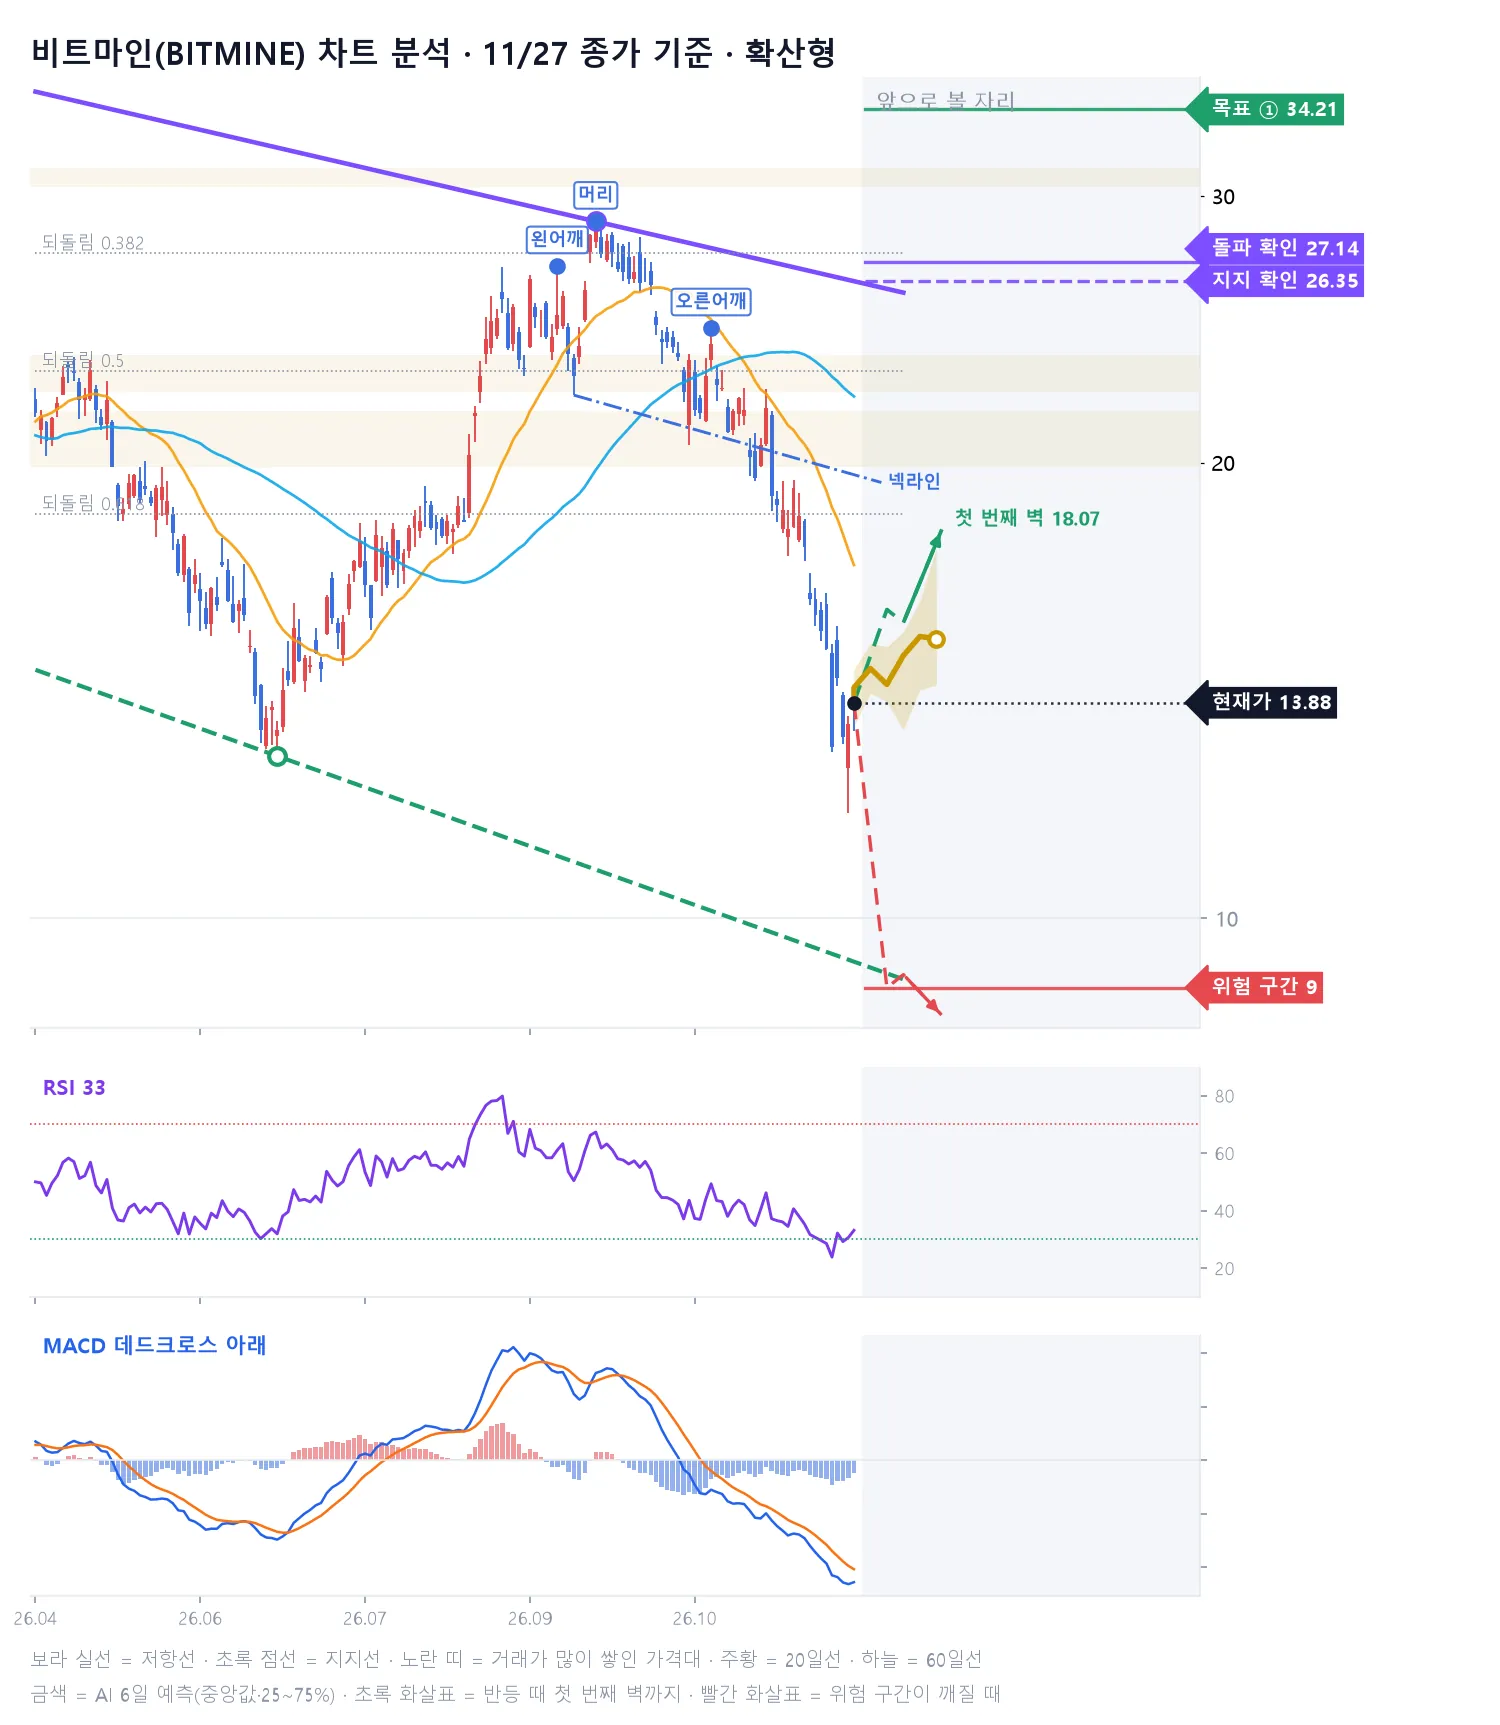 비트마인(BITMINE) 차트 분석 · 11/27 종가 기준 · 확산형
앞으로 볼 자리
목표 ① 34.21
30
머리
왼어깨
되돌림 0.382
돌파 확인 27.14
지지 확인 26.35
오른어깨
되돌림 0.5
20
넥라인
되돌림 0.618
첫 번째 벽 18.07
현재가 13.88
10
위험 구간 9
RSI 33
80
60
40
20
MACD 데드크로스 아래
26.04
26.06
26.07
26.09
26.10
보라 실선 = 저항선 · 초록 점선 = 지지선 · 노란 띠 = 거래가 많이 쌓인 가격대 · 주황 = 20일선 · 하늘 = 60일선
금색 = AI 6일 예측(중앙값·25~75%) · 초록 화살표 = 반등 때 첫 번째 벽까지 · 빨간 화살표 = 위험 구간이 깨질 때